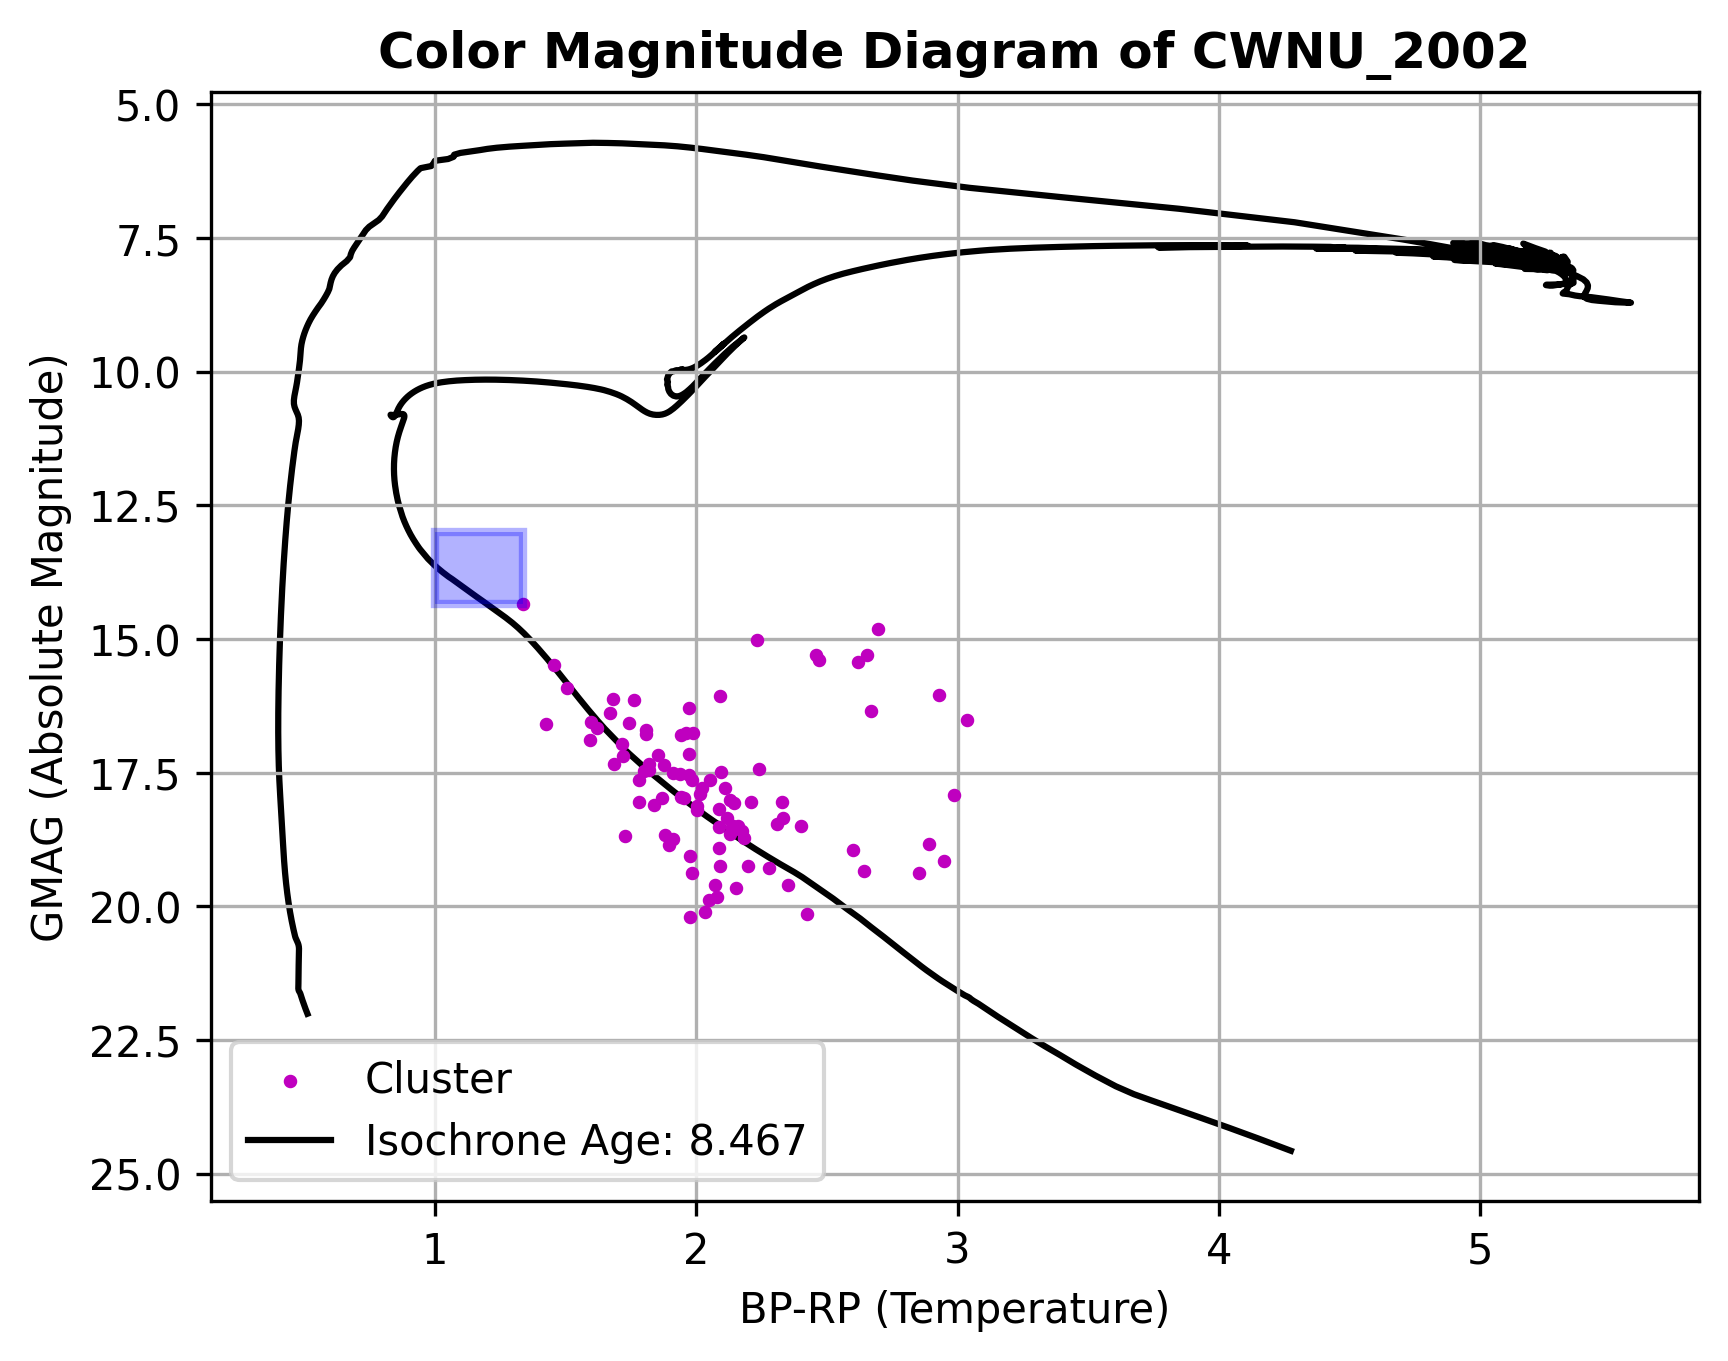 Color Magnitude Diagram of CWNU_2002
GMAG (Absolute Magnitude)
5.0
7.5
10.0
12.5
15.0
17.5
20.0
22.5
25.0
Cluster
Isochrone Age: 8.467
1 2 3 4 5
BP-RP (Temperature)